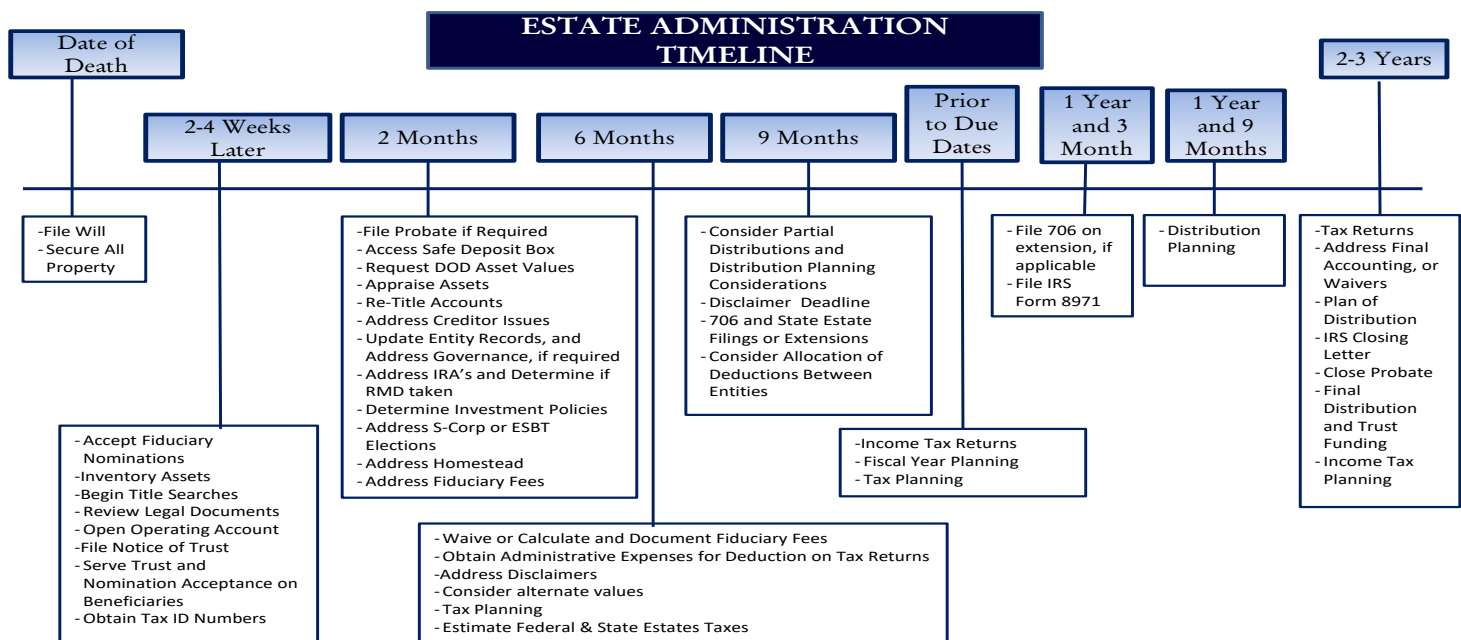 ESTATE ADMINISTRATION
TIMELINE
Date of
Death
2-4 Weeks
Later
2 Months
6 Months
9 Months
Prior
to Due
Dates
1 Year
and 3
Month
1 Year
and 9
Months
2-3 Years
-File Will
- Secure All
Property
- Accept Fiduciary
Nominations
-Inventory Assets
-Begin Title Searches
- Review Legal Documents
- Open Operating Account
-File Notice of Trust
- Serve Trust and
Nomination Acceptance on
Beneficiaries
- Obtain Tax ID Numbers
-File Probate if Required
- Access Safe Deposit Box
- Request DOD Asset Values
- Appraise Assets
- Re-Title Accounts
- Address Creditor Issues
- Update Entity Records, and
Address Governance, if required
- Address IRA's and Determine if
RMD taken
- Determine Investment Policies
- Address S-Corp or ESBT
Elections
- Address Homestead
- Address Fiduciary Fees
- Waive or Calculate and Document Fiduciary Fees
- Obtain Administrative Expenses for Deduction on Tax Returns
-Address Disclaimers
- Consider alternate values
- Tax Planning
- Estimate Federal & State Estates Taxes
- Consider Partial
Distributions and
Distribution Planning
Considerations
- Disclaimer Deadline
- 706 and State Estate
Filings or Extensions
- Consider Allocation of
Deductions Between
Entities
-Income Tax Returns
- Fiscal Year Planning
- Tax Planning
- File 706 on
extension, if
applicable
- File IRS
Form 8971
- Distribution
Planning
-Tax Returns
- Address Final
Accounting, or
Waivers
- Plan of
Distribution
- IRS Closing
Letter
- Close Probate
- Final
Distribution
and Trust
Funding
- Income Tax
Planning